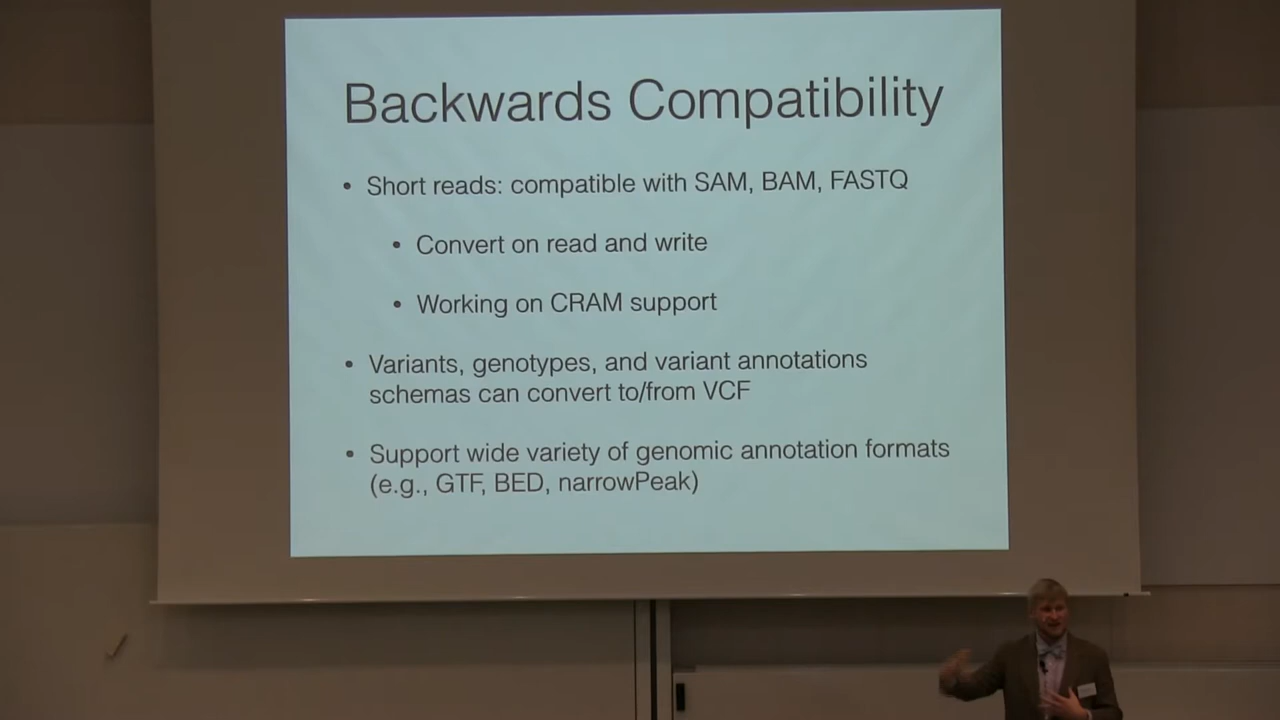 Backwards Compatibility
• Short reads: compatible with SAM, BAM, FASTQ
• Convert on read and write
• Working on CRAM support
• Variants, genotypes, and variant annotations
schemas can convert to/from VCF
• Support wide variety of genomic annotation formats
(e.g., GTF, BED, narrowPeak)